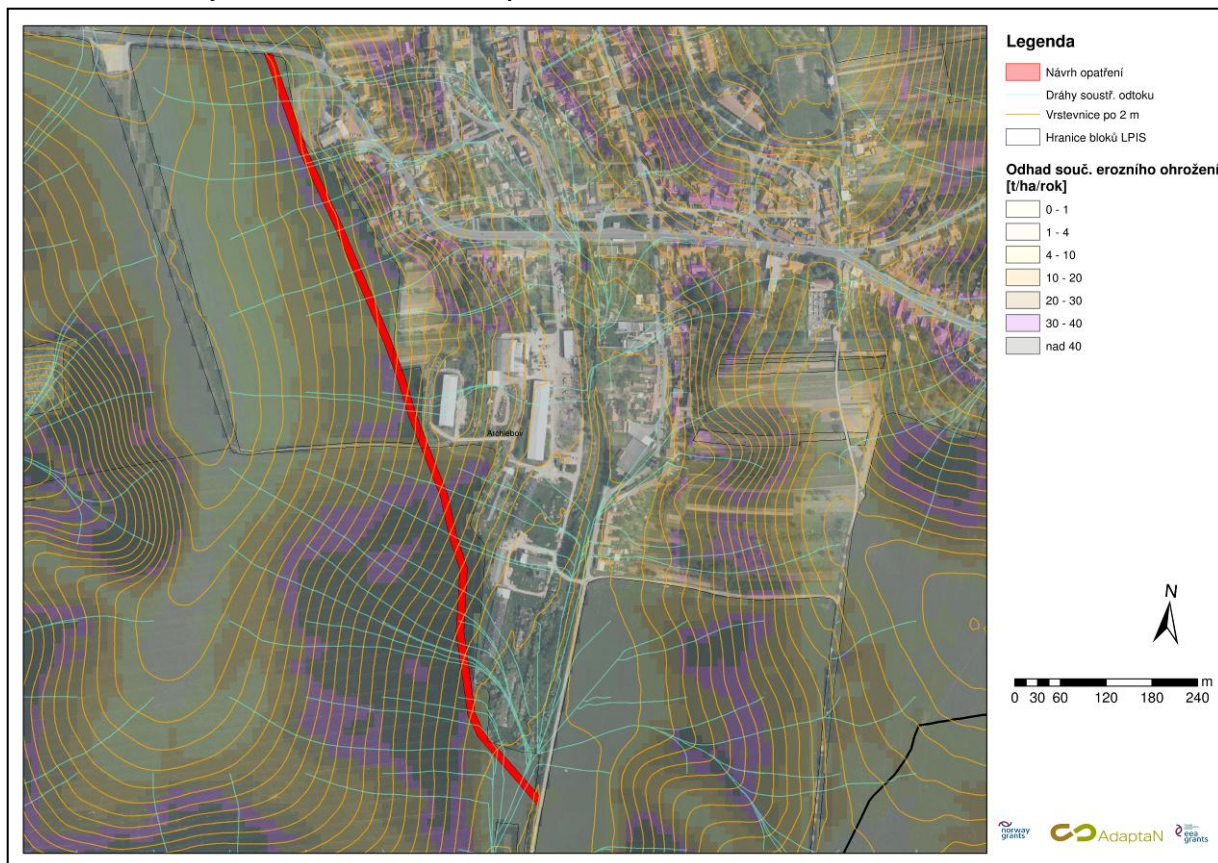 Legenda
Návrh opatření
Dráhy soustř. odtoku
Vrstevnice po 2 m
Hranice bloků LPIS
Odhad souč. erozního ohrožení
[t/ha/rok]
0 - 1
1 - 4
4 - 10
10 - 20
20 - 30
30 - 40
nad 40
Archlebov
N
m
0 30 60 120 180 240
norway
grants
AdaptaN
eea
grants